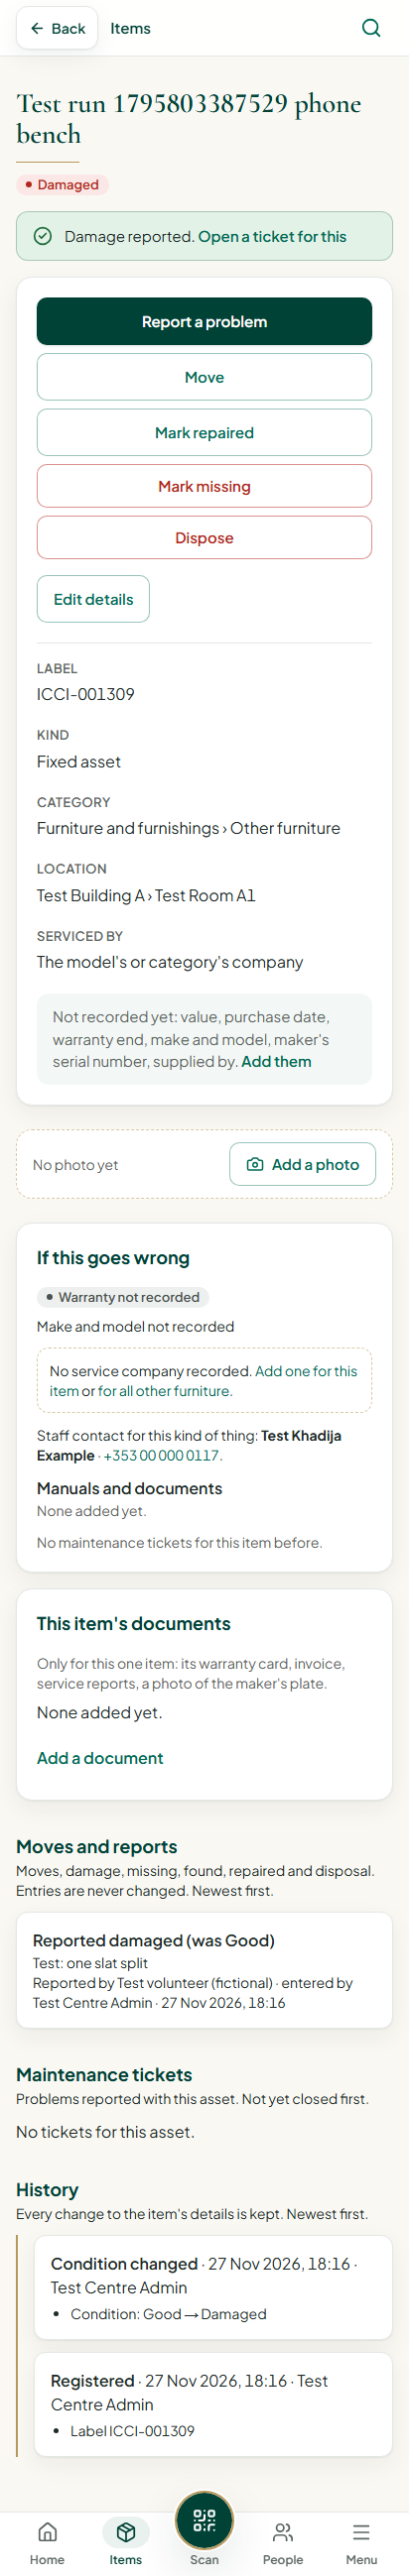 Back Items
Test run 1795803387529 phone
bench
Damaged
Damage reported. Open a ticket for this
Report a problem
Move
Mark repaired
Mark missing
Dispose
Edit details
LABEL
ICCI-001309
KIND
Fixed asset
CATEGORY
Furniture and furnishings › Other furniture
LOCATION
Test Building A › Test Room A1
SERVICED BY
The model's or category's company
Not recorded yet: value, purchase date,
warranty end, make and model, maker's
serial number, supplied by. Add them
No photo yet
Add a photo
If this goes wrong
Warranty not recorded
Make and model not recorded
No service company recorded. Add one for this
item or for all other furniture.
Staff contact for this kind of thing: Test Khadija
Example · +353 00 000 0117.
Manuals and documents
None added yet.
No maintenance tickets for this item before.
This item's documents
Only for this one item: its warranty card, invoice,
service reports, a photo of the maker's plate.
None added yet.
Add a document
Moves and reports
Moves, damage, missing, found, repaired and disposal.
Entries are never changed. Newest first.
Reported damaged (was Good)
Test: one slat split
Reported by Test volunteer (fictional) · entered by
Test Centre Admin · 27 Nov 2026, 18:16
Maintenance tickets
Problems reported with this asset. Not yet closed first.
No tickets for this asset.
History
Every change to the item's details is kept. Newest first.
Condition changed · 27 Nov 2026, 18:16 ·
Test Centre Admin
• Condition: Good → Damaged
Registered · 27 Nov 2026, 18:16 · Test
Centre Admin
• Label ICCI-001309
Home Items Scan People Menu